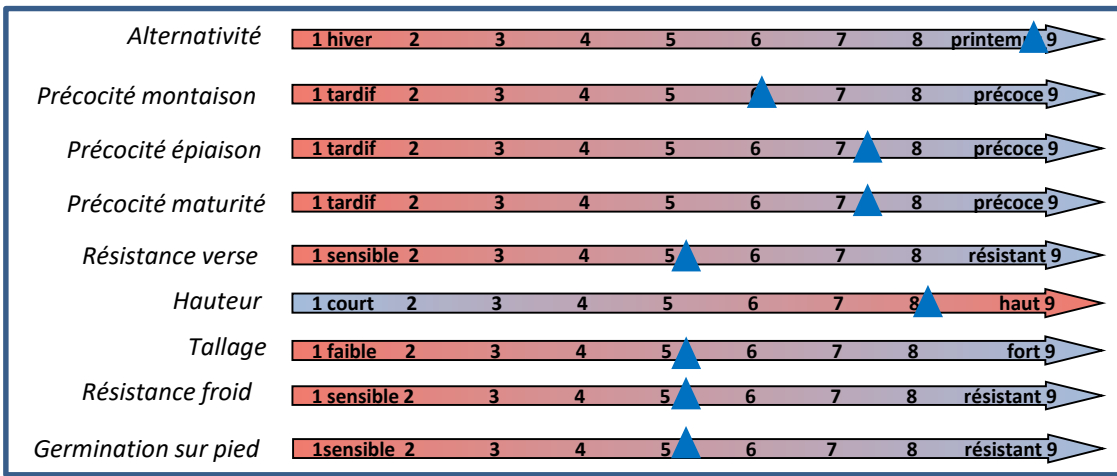 Alternativité 1 hiver 2 3 4 5 6 7 8 printemp 9
Précocité montaison 1 tardif 2 3 4 5 7 8 précoce 9
Précocité épiaison 1 tardif 2 3 4 5 6 7 8 précoce 9
Précocité maturité 1 tardif 2 3 4 5 6 7 8 précoce 9
Résistance verse 1 sensible 2 3 4 5 6 7 8 résistant 9
Hauteur 1 court 2 3 4 5 6 7 8 haut 9
Tallage 1 faible 2 3 4 5 6 7 8 fort 9
Résistance froid 1 sensible 2 3 4 5 6 7 8 résistant 9
Germination sur pied 1sensible 2 3 4 5 6 7 8 résistant 9